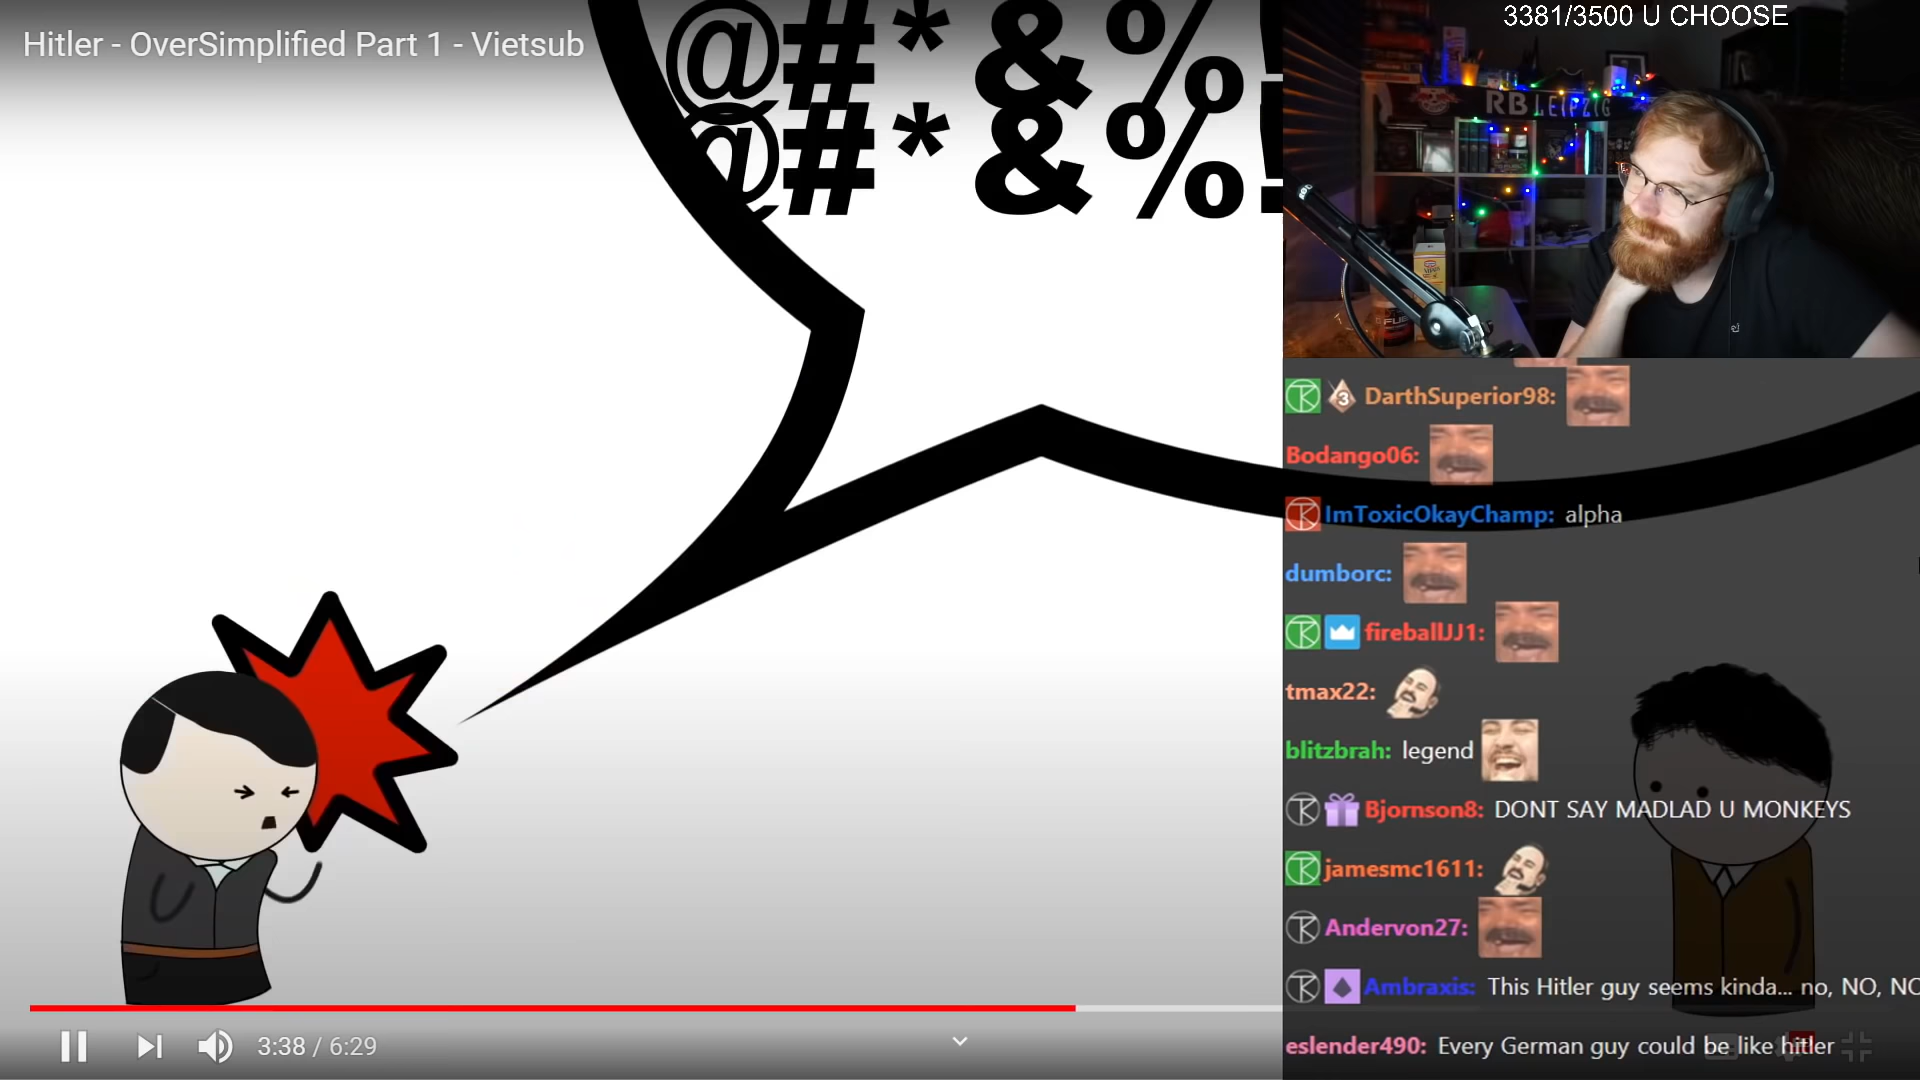 Hitler - OverSimplified Part 1 - Vietsub
@#*&%!
@#*&%!
3381/3500 U CHOOSE
RB LEIPZIG
DarthSuperior98:
Bodango06:
ImToxicOkayChamp: alpha
dumborc:
fireballJJ1:
tmax22:
blitzbrah: legend
Bjornson8: DONT SAY MADLAD U MONKEYS
jamesmc1611:
Andervon27:
Ambraxis: This Hitler guy seems kinda... no, NO, NO
eslender490: Every German guy could be like hitler
3:38 / 6:29